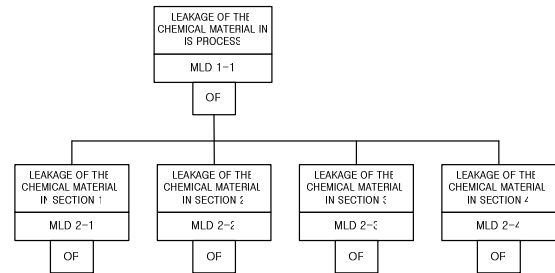 LEAKAGE OF THE
CHEMICAL MATERIAL IN
IS PROCESS
MLD 1-1
OF
LEAKAGE OF THE
CHEMICAL MATERIAL
IN SECTION 1
MLD 2-1
OF
LEAKAGE OF THE
CHEMICAL MATERIAL
IN SECTION 2
MLD 2-2
OF
LEAKAGE OF THE
CHEMICAL MATERIAL
IN SECTION 3
MLD 2-3
OF
LEAKAGE OF THE
CHEMICAL MATERIAL
IN SECTION 4
MLD 2-4
OF